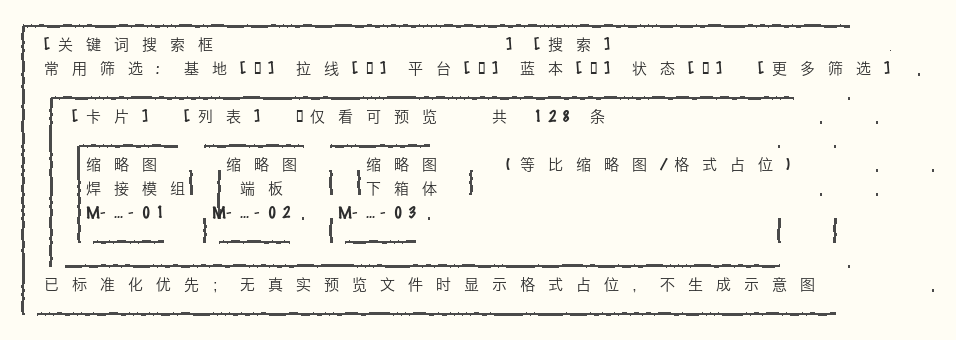 [关键词搜索框 ] [搜索]
常用筛选: 基地[▯] 拉线[▯] 平台[▯] 蓝本[▯] 状态[▯] [更多筛选]
[卡片] [列表] ▯仅看可预览 共 128 条
缩略图 缩略图 缩略图 (等比缩略图/格式占位)
焊接模组 端板 下箱体
M-…-01 M-…-02 M-…-03
已标准化优先; 无真实预览文件时显示格式占位, 不生成示意图